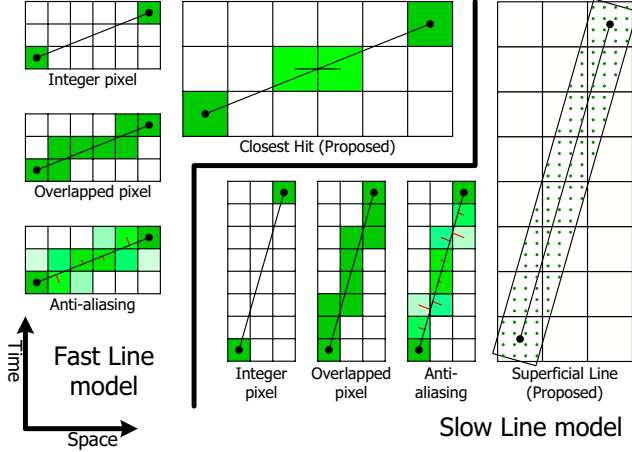 Integer pixel
Closest Hit (Proposed)
Overlapped pixel
Anti-aliasing
Time
Fast Line
model
Space
Integer
pixel
Overlapped
pixel
Anti-
aliasing
Superficial Line
(Proposed)
Slow Line model